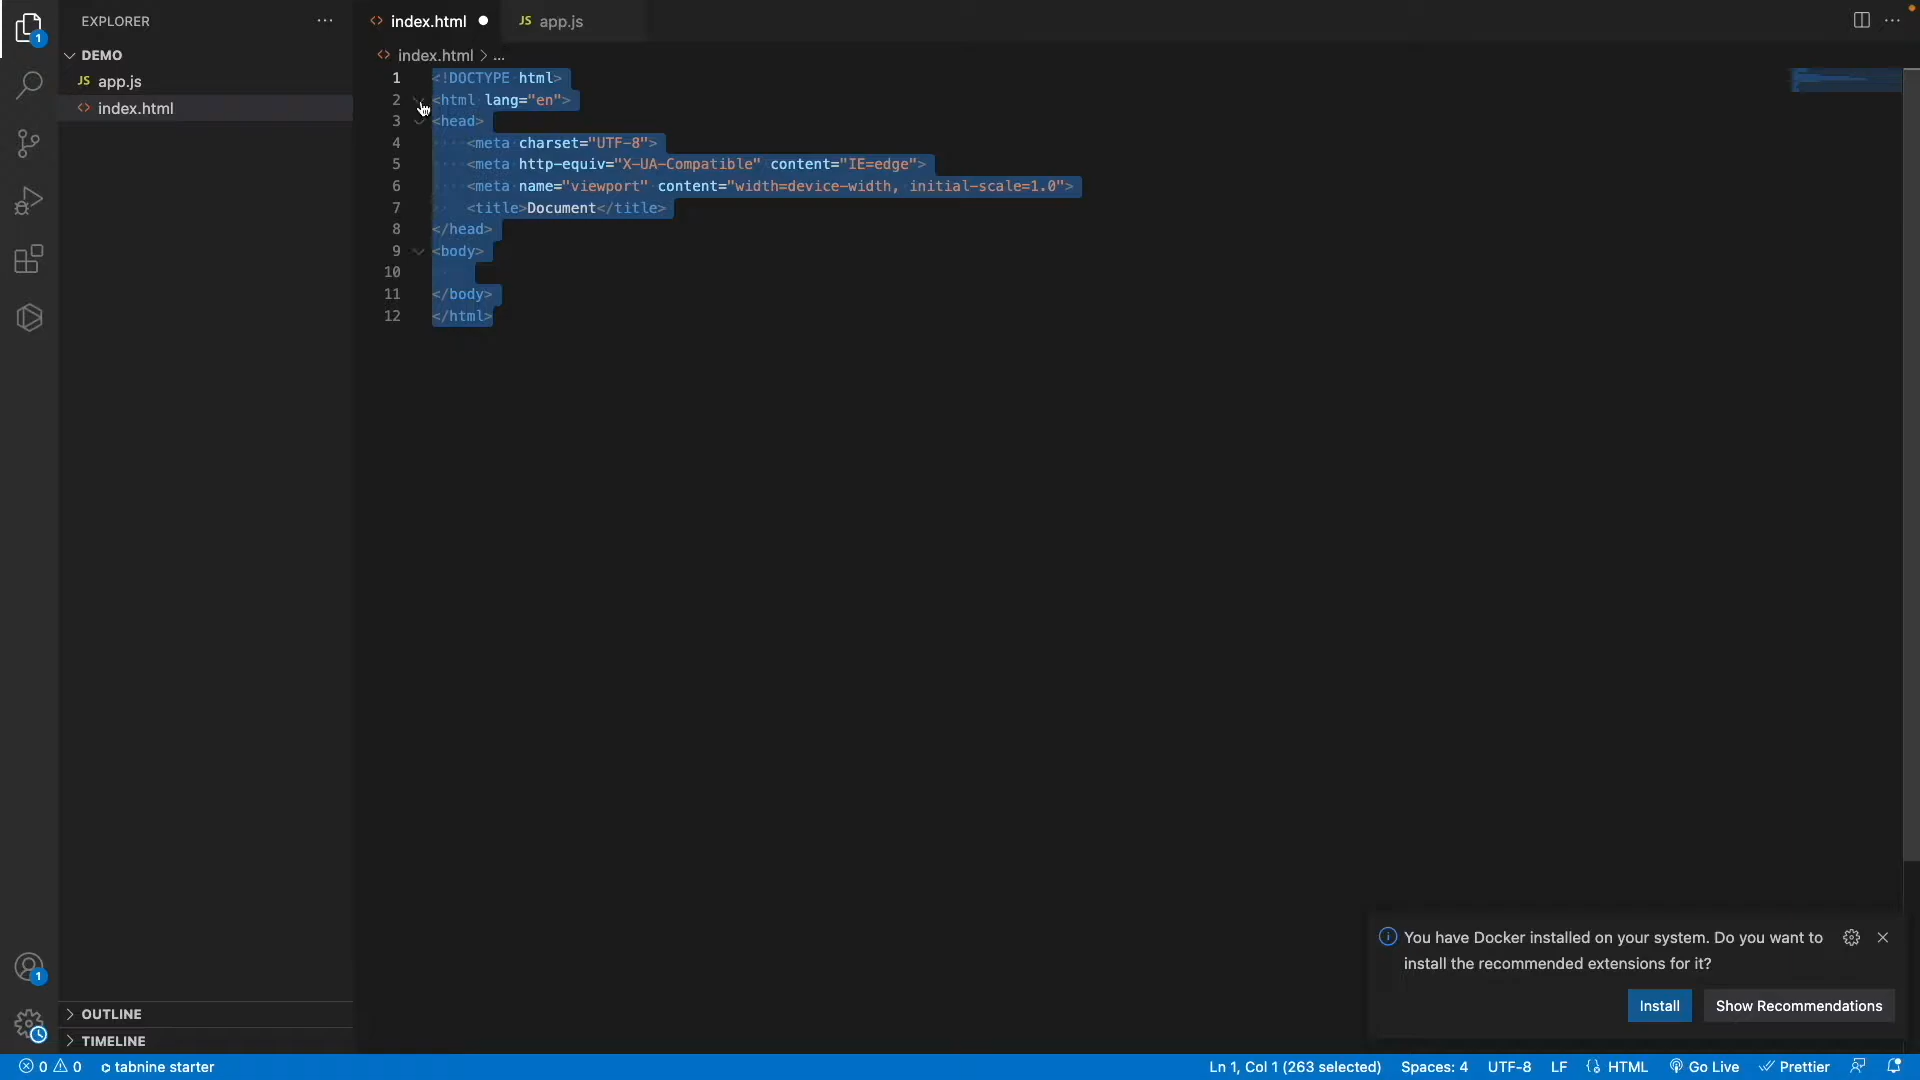 1
EXPLORER
DEMO
JS app.js
index.html
index.html
JS app.js
index.html > ...
1 <!DOCTYPE html>
2 <html lang="en">
3 <head>
4 <meta charset="UTF-8">
5 <meta http-equiv="X-UA-Compatible" content="IE=edge">
6 <meta name="viewport" content="width=device-width, initial-scale=1.0">
7 <title>Document</title>
8 </head>
9 <body>
10
11 </body>
12 </html>
You have Docker installed on your system. Do you want to
install the recommended extensions for it?
Install Show Recommendations
1
OUTLINE
TIMELINE
0 0 tabnine starter Ln 1, Col 1 (263 selected) Spaces: 4 UTF-8 LF HTML Go Live Prettier